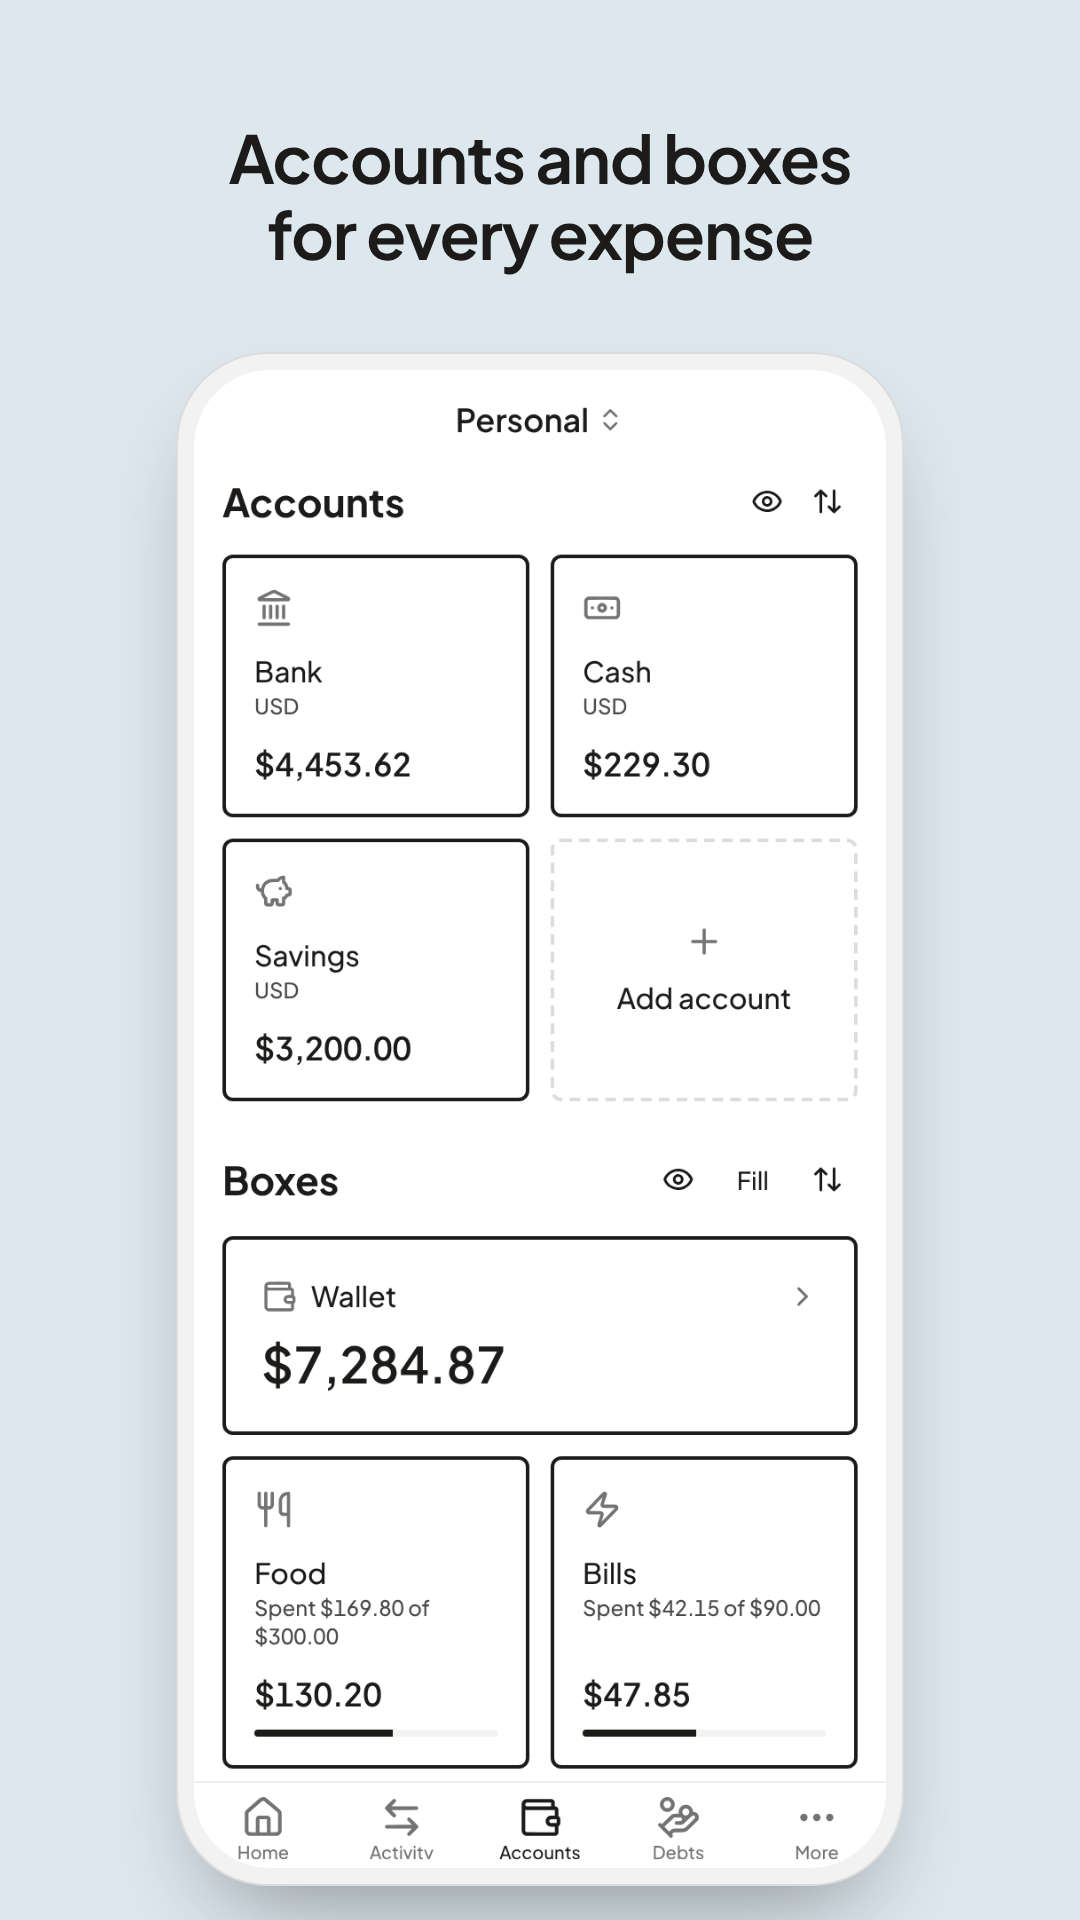 Accounts and boxes
for every expense
Personal
Accounts
Bank
USD
$4,453.62
Cash
USD
$229.30
Savings
USD
$3,200.00
Add account
Boxes
Fill
Wallet
$7,284.87
Food
Spent $169.80 of
$300.00
$130.20
Bills
Spent $42.15 of $90.00
$47.85
Home
Activity
Accounts
Debts
More